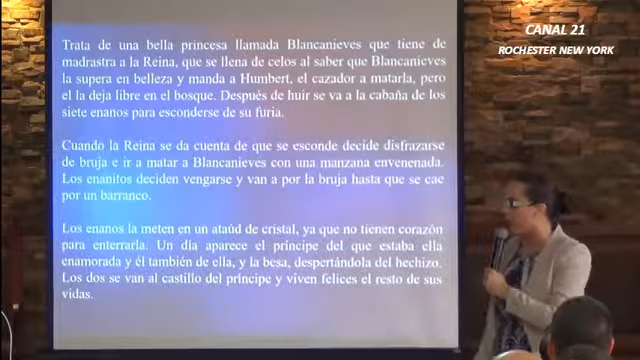 CANAL 21
ROCHESTER NEW YORK
Trata de una bella princesa llamada Blancanieves que tiene de
madrastra a la Reina, que se llena de celos al saber que Blancanieves
la supera en belleza y manda a Humbert, el cazador a matarla, pero
el la deja libre en el bosque. Después de huír se va a la cabaña de los
siete enanos para esconderse de su furia.
Cuando la Reina se da cuenta de que se esconde decide disfrazarse
de bruja e ir a matar a Blancanieves con una manzana envenenada.
Los enanitos deciden vengarse y van a por la bruja hasta que se cae
por un barranco.
Los enanos la meten en un ataúd de cristal, ya que no tienen corazón
para enterrarla. Un día aparece el príncipe del que estaba ella
enamorada y él también de ella, y la besa, despertándola del hechizo.
Los dos se van al castillo del príncipe y viven felices el resto de sus
vidas.